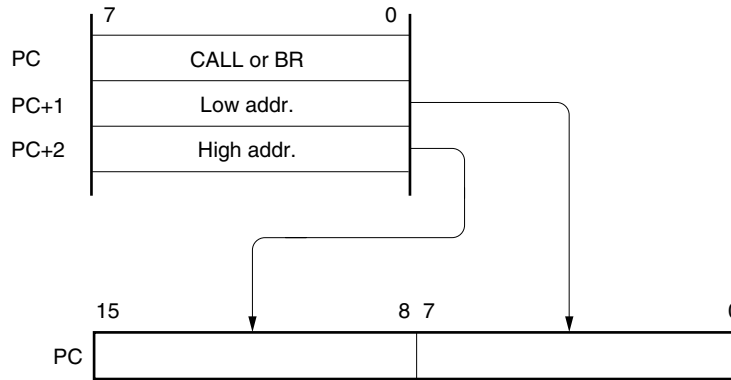 7 0
PC CALL or BR
PC+1 Low addr.
PC+2 High addr.
15 8 7
PC